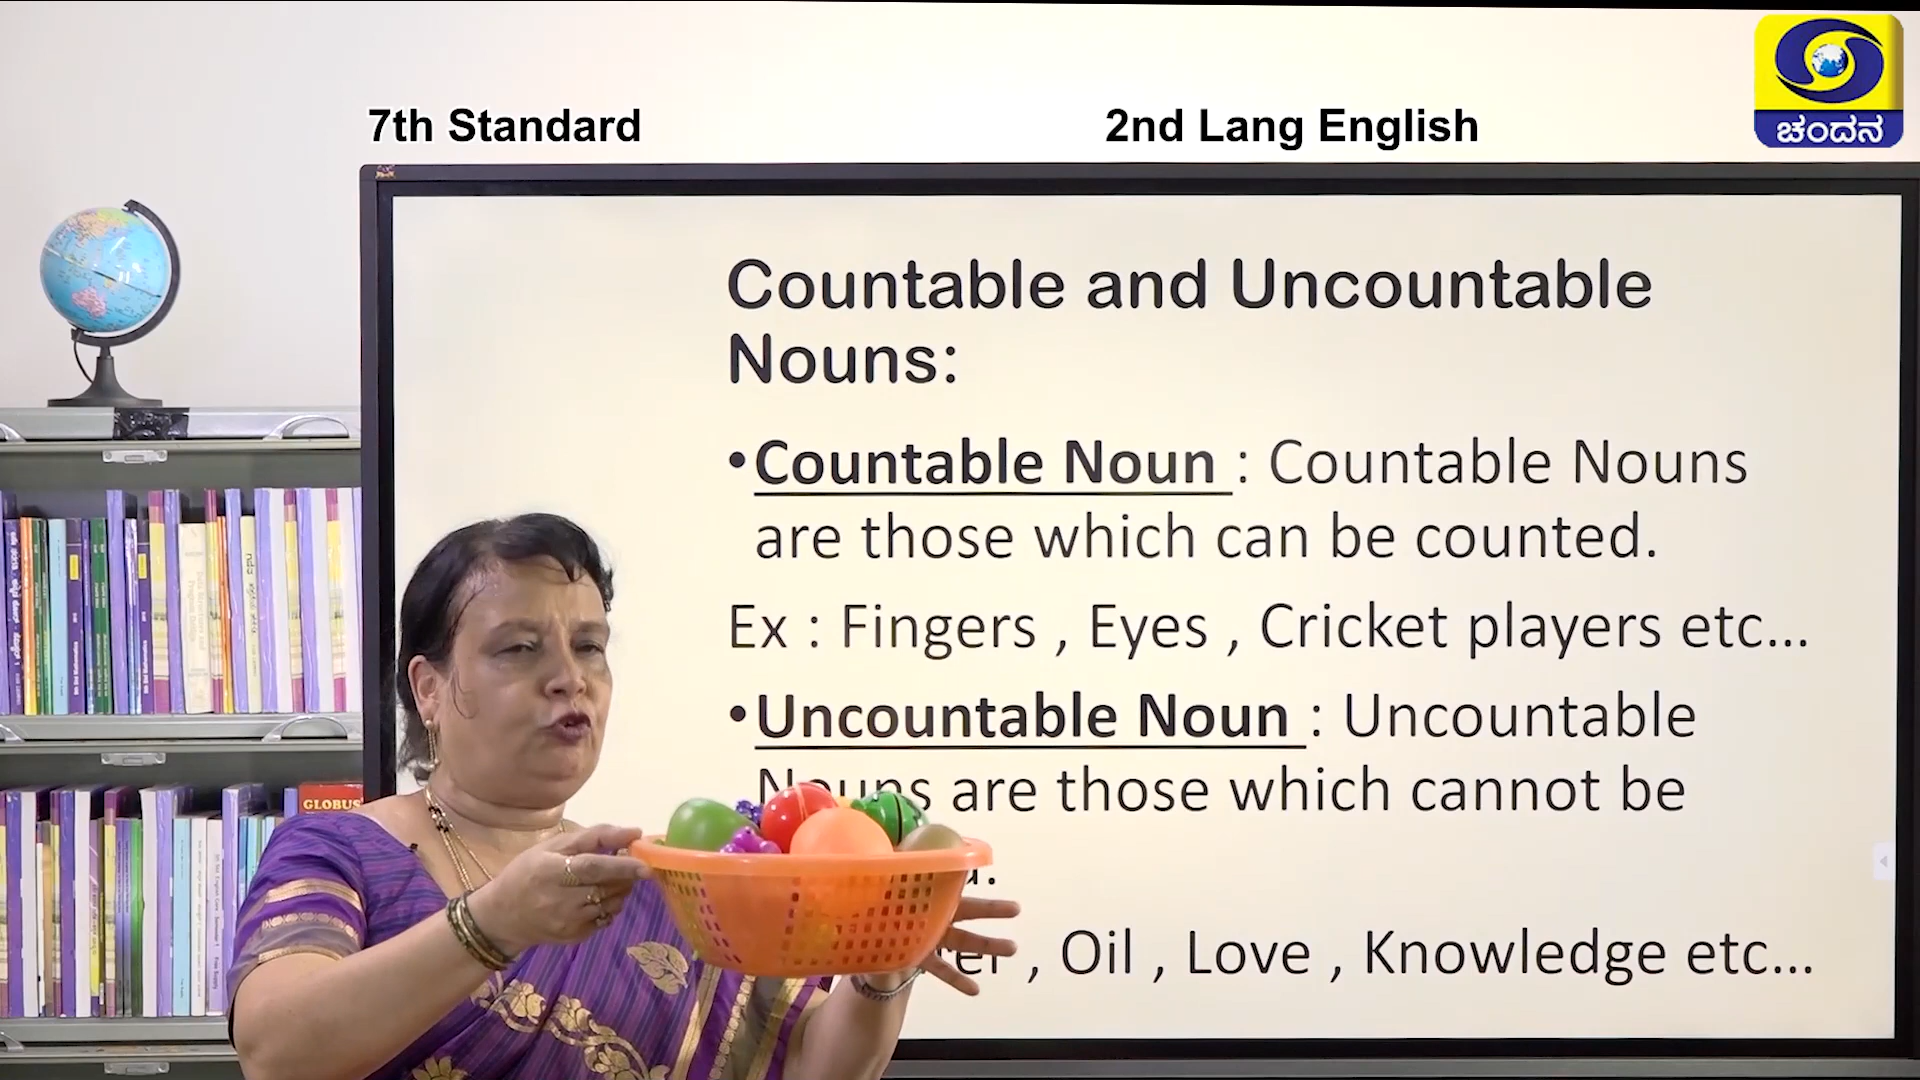 7th Standard
2nd Lang English
ಚಂದನ
Countable and Uncountable
Nouns:
•Countable Noun : Countable Nouns
are those which can be counted.
Ex : Fingers , Eyes , Cricket players etc...
•Uncountable Noun : Uncountable
Nouns are those which cannot be
, Oil , Love , Knowledge etc...
GLOBUS